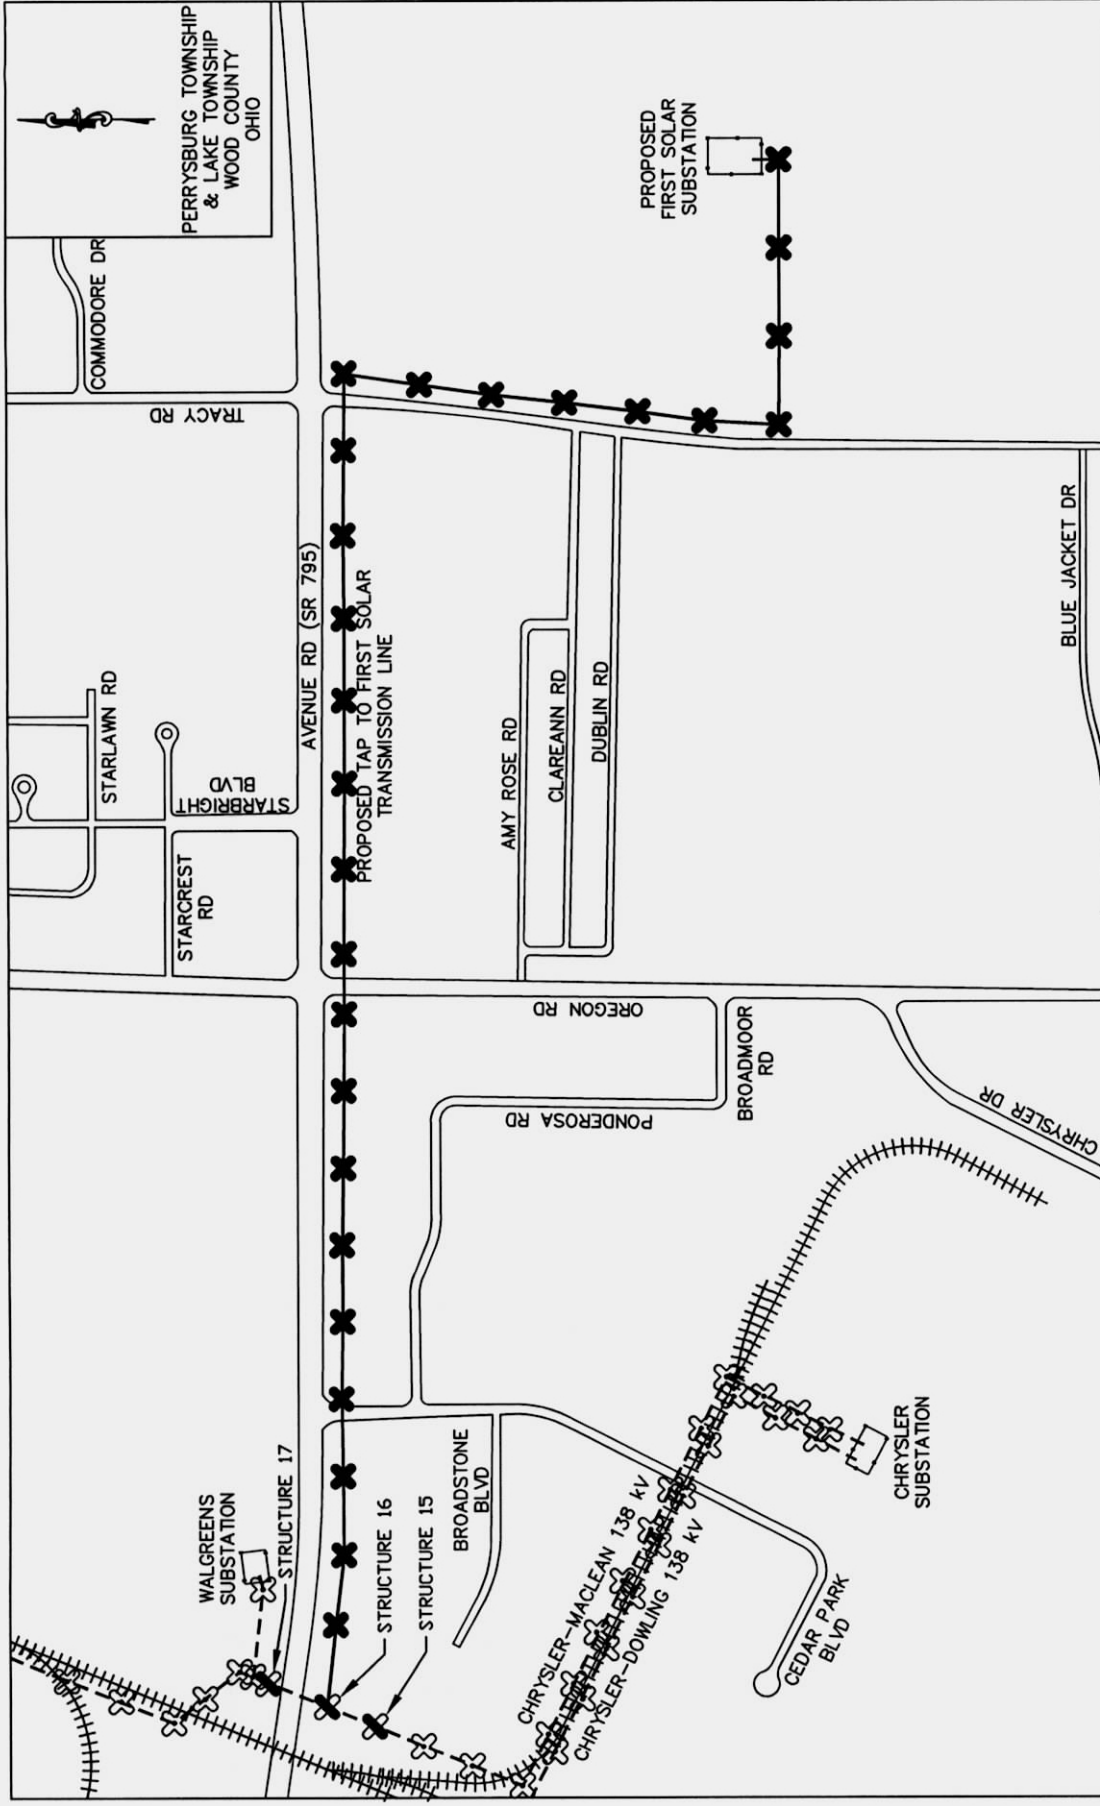 PERRYSBURG TOWNSHIP
& LAKE TOWNSHIP
WOOD COUNTY
OHIO
COMMODORE DR
TRACY RD
PROPOSED
FIRST SOLAR
SUBSTATION
AVENUE RD (SR 795)
PROPOSED TAP TO FIRST SOLAR
TRANSMISSION LINE
STARLAWN RD
STARBRIGHT
BLVD
STARCREST
RD
AMY ROSE RD
CLAREANN RD
DUBLIN RD
BLUE JACKET DR
OREGON RD
BROADMOOR
RD
PONDEROSA RD
CHRYSLER DR
WALGREENS
SUBSTATION
STRUCTURE 17
STRUCTURE 16
STRUCTURE 15
BROADSTONE
BLVD
CHRYSLER-MACLEAN 138 kV
CHRYSLER-DOWLING 138 kV
CHRYSLER
SUBSTATION
CEDAR PARK
BLVD